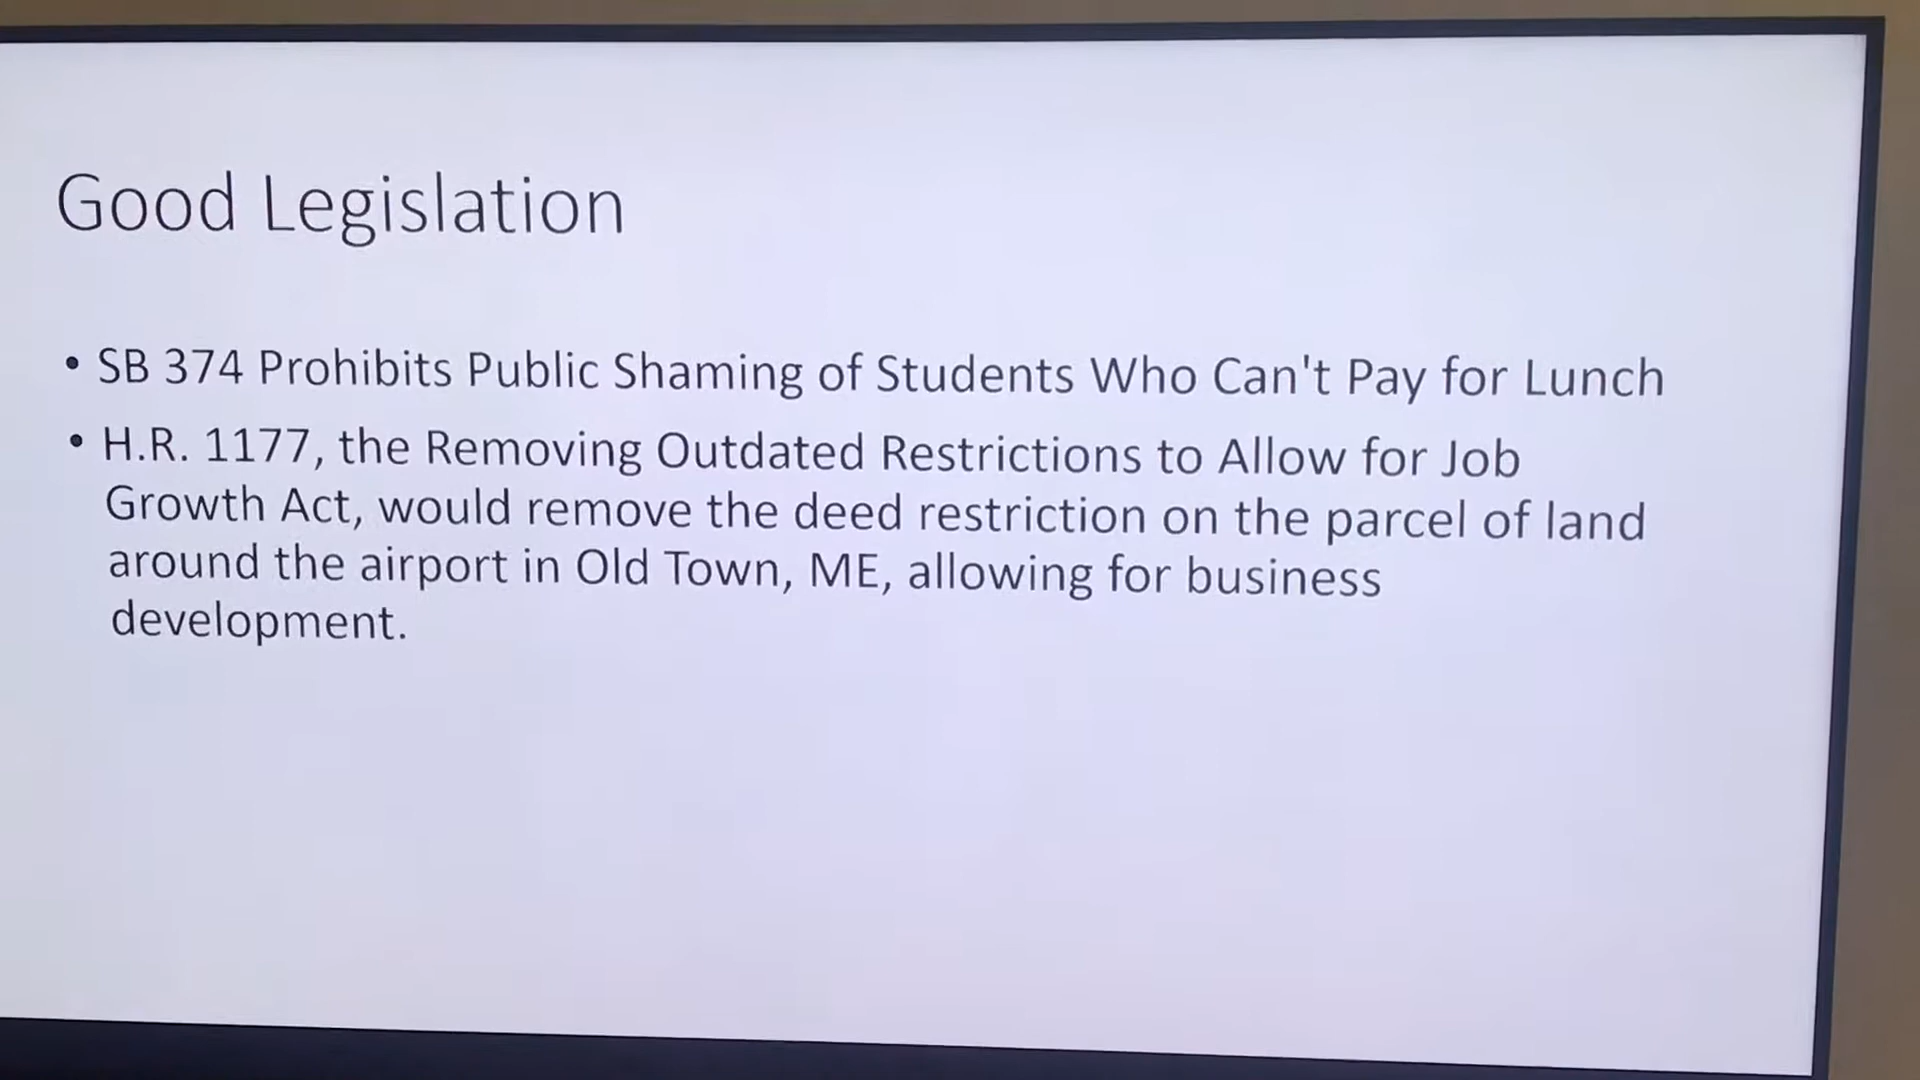 Good Legislation
• SB 374 Prohibits Public Shaming of Students Who Can't Pay for Lunch
• H.R. 1177, the Removing Outdated Restrictions to Allow for Job
Growth Act, would remove the deed restriction on the parcel of land
around the airport in Old Town, ME, allowing for business
development.